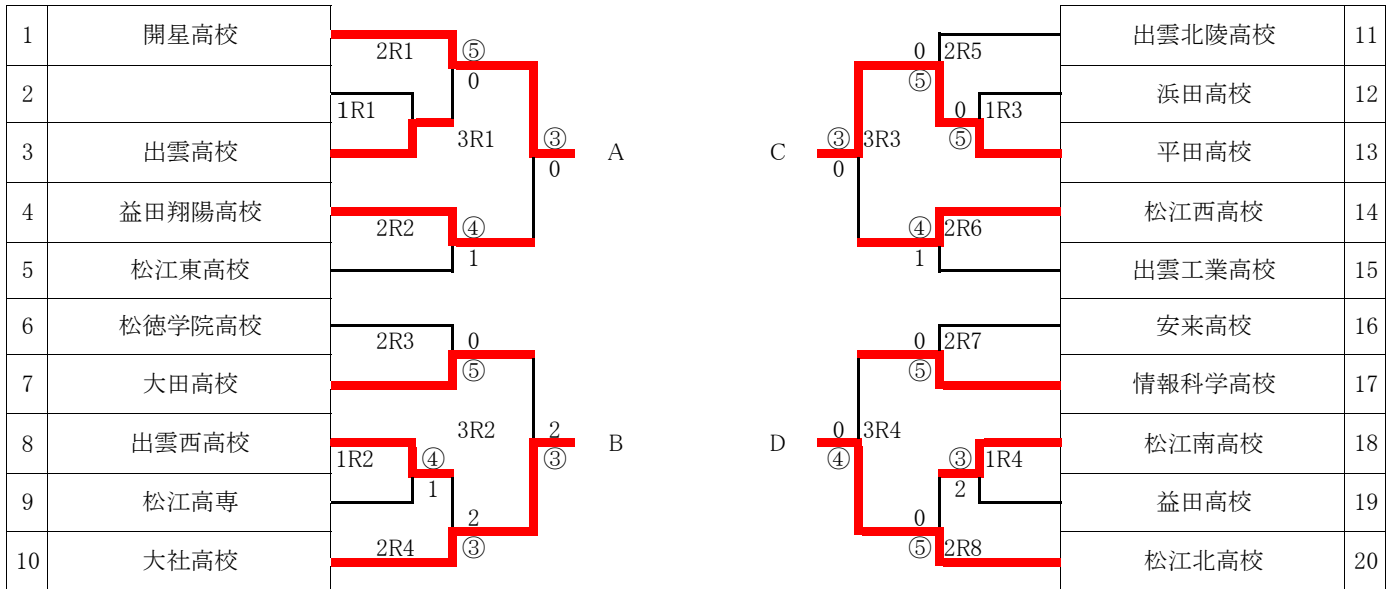 1 開星高校
2
3 出雲高校
4 益田翔陽高校
5 松江東高校
6 松徳学院高校
7 大田高校
8 出雲西高校
9 松江高専
10 大社高校
2R1 ⑤
0
1R1
3R1 ③
0
A
2R2 ④
1
2R3 0
⑤
3R2 2
③
B
1R2 ④
1
2
2R4 ③
0 2R5
⑤
0 1R3
⑤
C ③ 3R3
0
④ 2R6
1
0 2R7
⑤
D 0 3R4
④
③ 1R4
2
0
⑤ 2R8
出雲北陵高校 11
浜田高校 12
平田高校 13
松江西高校 14
出雲工業高校 15
安来高校 16
情報科学高校 17
松江南高校 18
益田高校 19
松江北高校 20